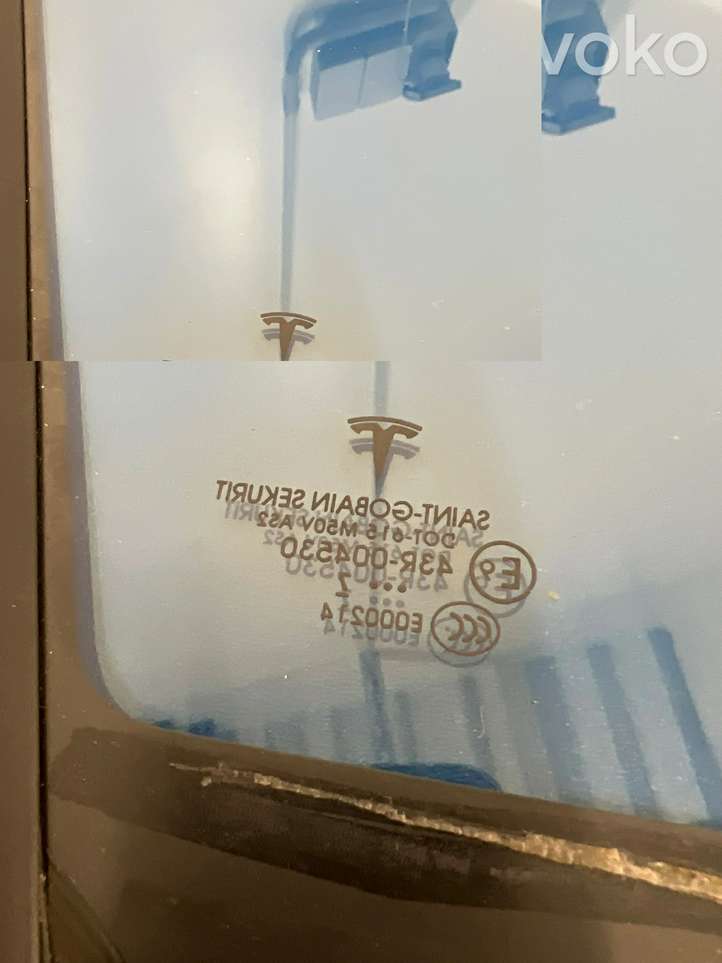 voko
SAINT-GOBAIN SEKURIT
DOT-615 M50V AS2
E9 43R-004530
... Z
CCC E000214